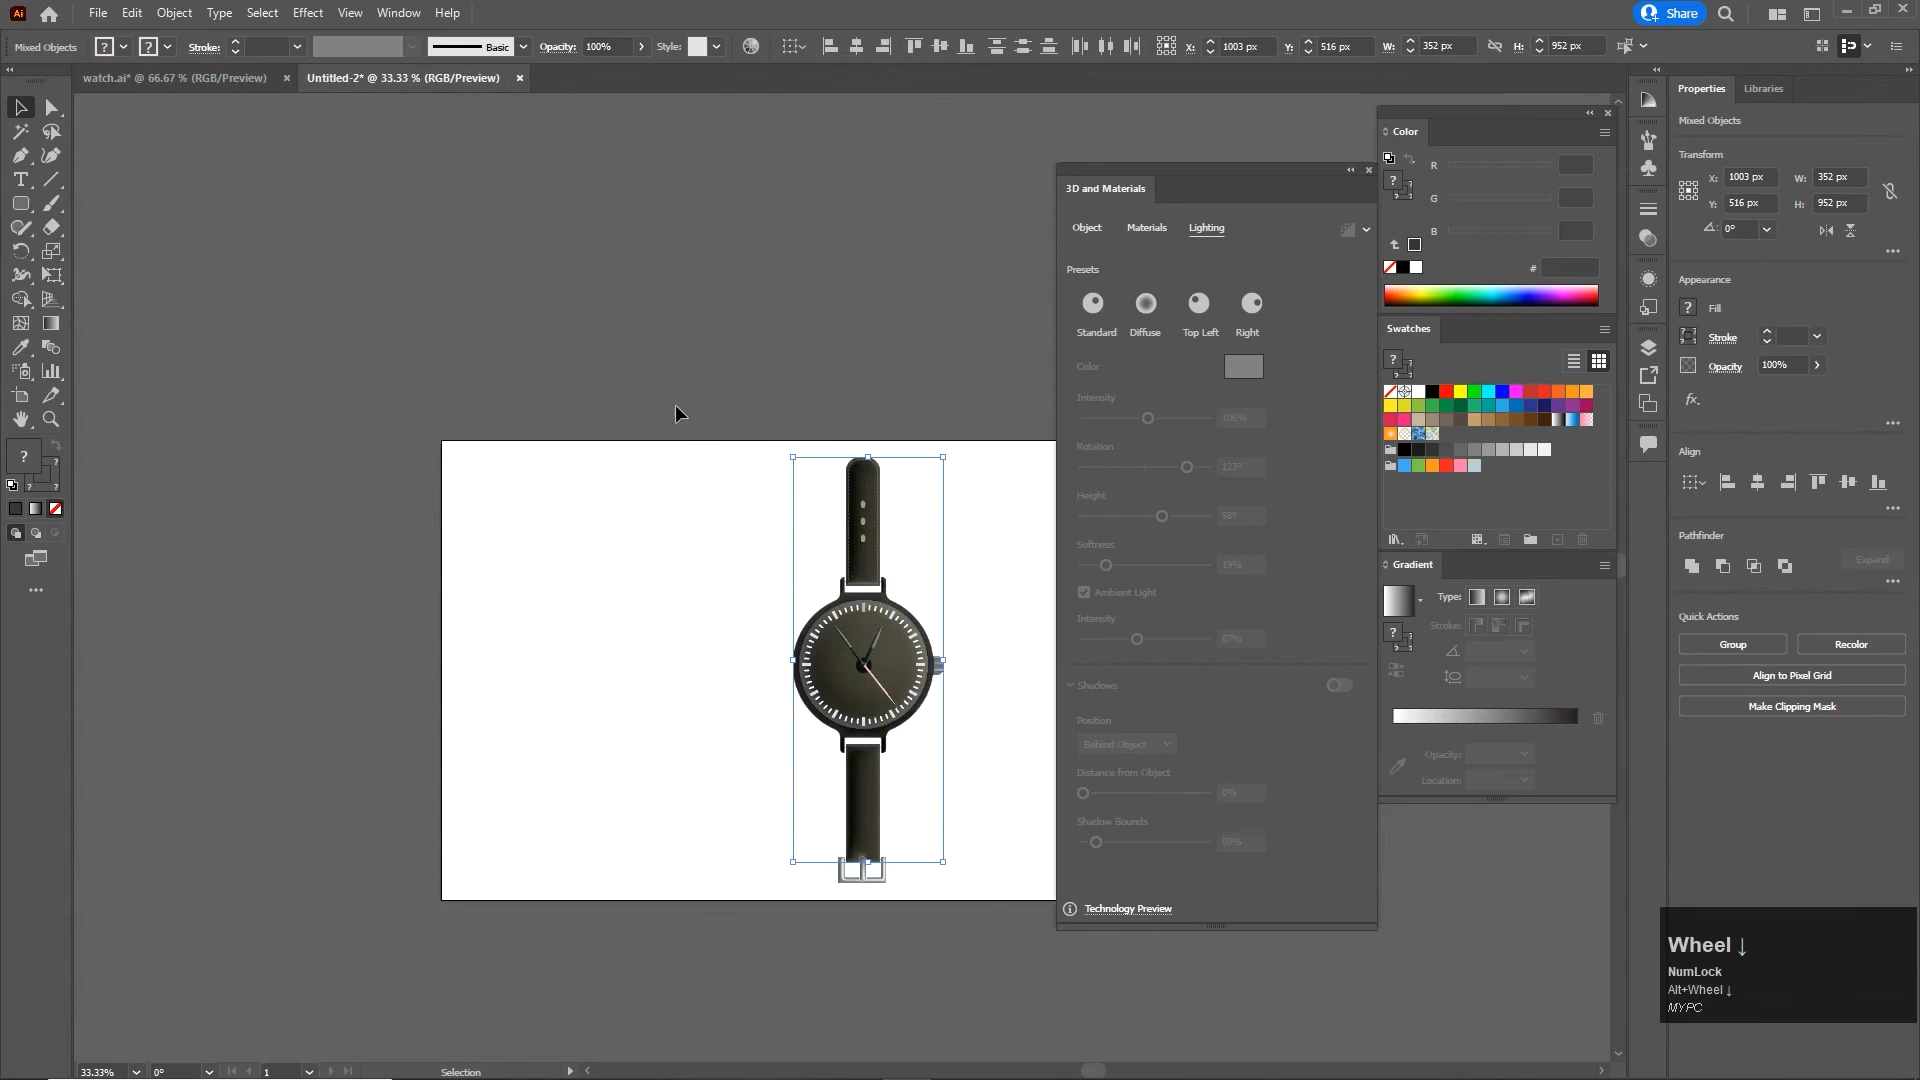 Ai File Edit Object Type Select Effect View Window Help Share
Mixed Objects ? ? Stroke: Basic Opacity: 100% Style: X: 1003 px Y: 516 px W: 352 px H: 952 px
watch.ai* @ 66.67 % (RGB/Preview) × Untitled-2* @ 33.33 % (RGB/Preview) ×
3D and Materials
Object Materials Lighting
Presets
Standard Diffuse Top Left Right
Color
Intensity
106%
Rotation
122°
Height
58°
Softness
19%
Ambient Light
Intensity
87%
Shadows
Position
Behind Object
Distance from Object
0%
Shadow Bounds
50%
Technology Preview
Color
R
G
B
#
Swatches
Gradient
Type:
Stroke:
Opacity:
Location:
Properties Libraries
Mixed Objects
Transform
X: 1003 px W: 352 px
Y: 516 px H: 952 px
0°
Appearance
? Fill
Stroke
Opacity 100%
fx.
Align
Pathfinder
Expand
Quick Actions
Group Recolor
Align to Pixel Grid
Make Clipping Mask
Wheel ↓
NumLock
Alt+Wheel ↓
MYPC
33.33% 0° 1 Selection